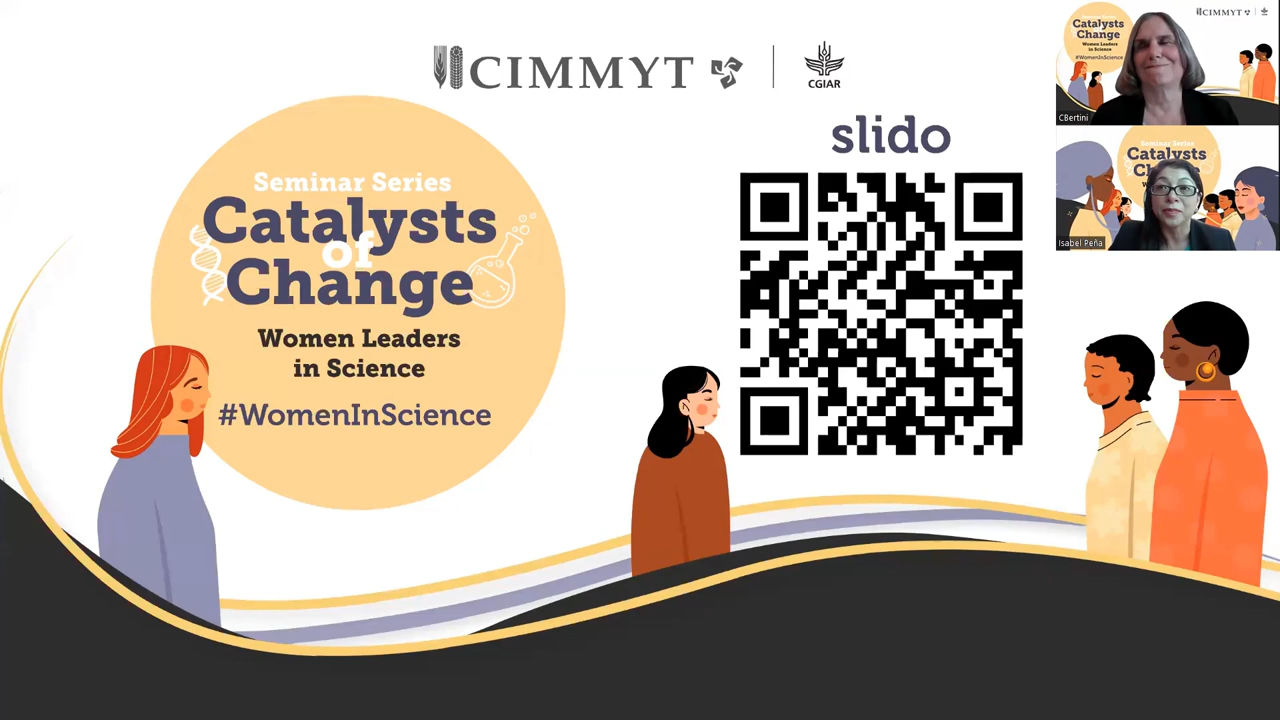 CIMMYT
CGIAR
Seminar Series
Catalysts
of
Change
Women Leaders
in Science
#WomenInScience
slido
Catalysts
Change
Women Leaders
in Science
#WomenInScience
CIMMYT
CBertini
Seminar Series
Catalysts
Isabel Peña